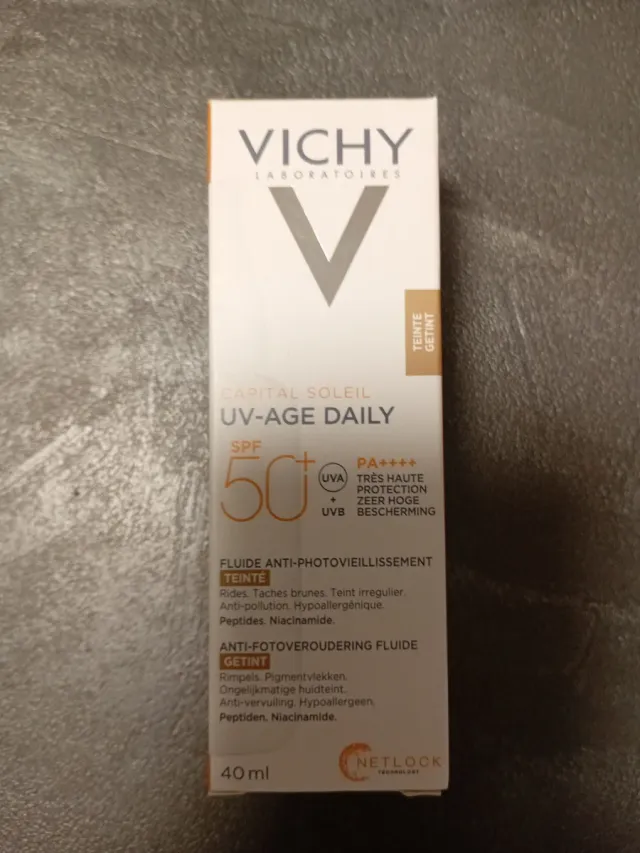 VICHY
LABORATOIRES
V
TEINTÉ
GETINT
CAPITAL SOLEIL
UV-AGE DAILY
SPF
50+
UVA
+
UVB
PA++++
TRÈS HAUTE
PROTECTION
ZEER HOGE
BESCHERMING
FLUIDE ANTI-PHOTOVIEILLISSEMENT
TEINTÉ
Rides. Taches brunes. Teint irregulier.
Anti-pollution. Hypoallergénique.
Peptides. Niacinamide.
ANTI-FOTOVEROUDERING FLUIDE
GETINT
Rimpels. Pigmentvlekken.
Ongelijkmatige huidteint.
Anti-vervuiling. Hypoallergeen.
Peptiden, Niacinamide.
40 ml
NETLOCK
TECHNOLOGY